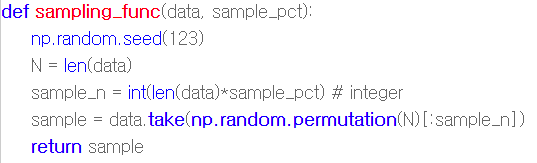 def sampling_func(data, sample_pct):
    np.random.seed(123)
    N = len(data)
    sample_n = int(len(data)*sample_pct) # integer
    sample = data.take(np.random.permutation(N)[:sample_n])
    return sample